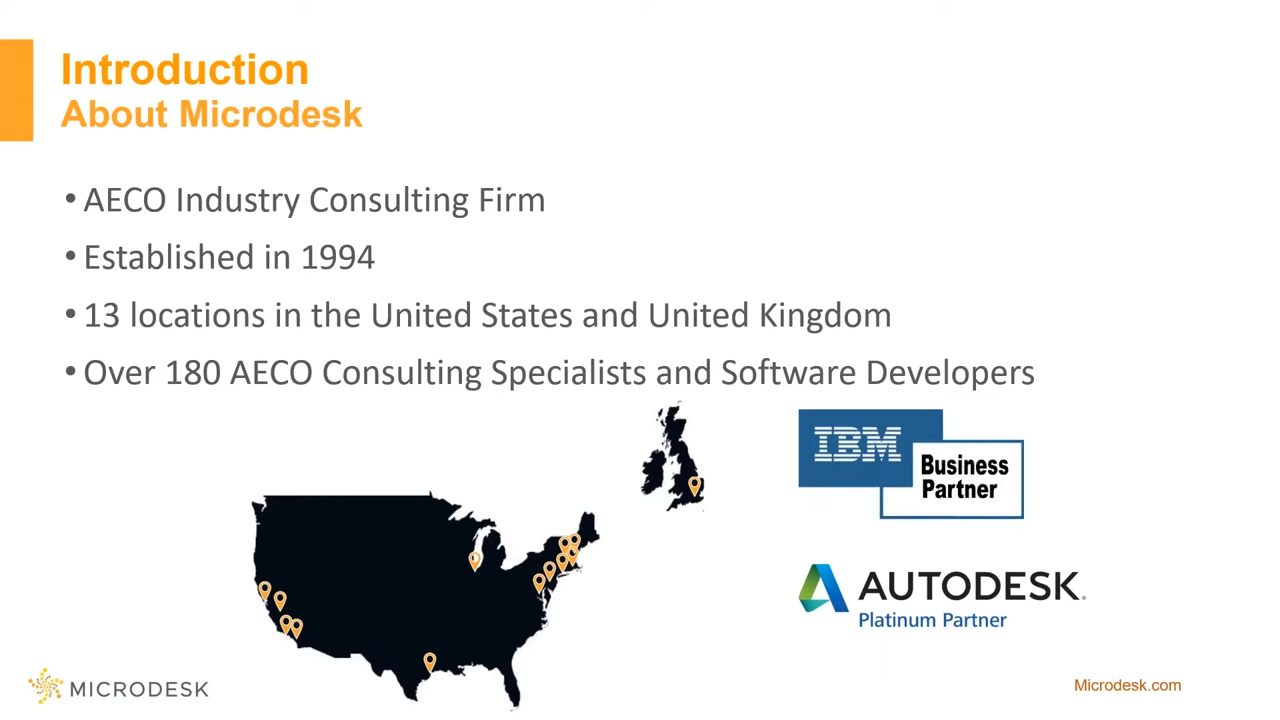 Introduction
About Microdesk
• AECO Industry Consulting Firm
• Established in 1994
• 13 locations in the United States and United Kingdom
• Over 180 AECO Consulting Specialists and Software Developers
IBM
Business
Partner
AUTODESK®
Platinum Partner
MICRODESK
Microdesk.com